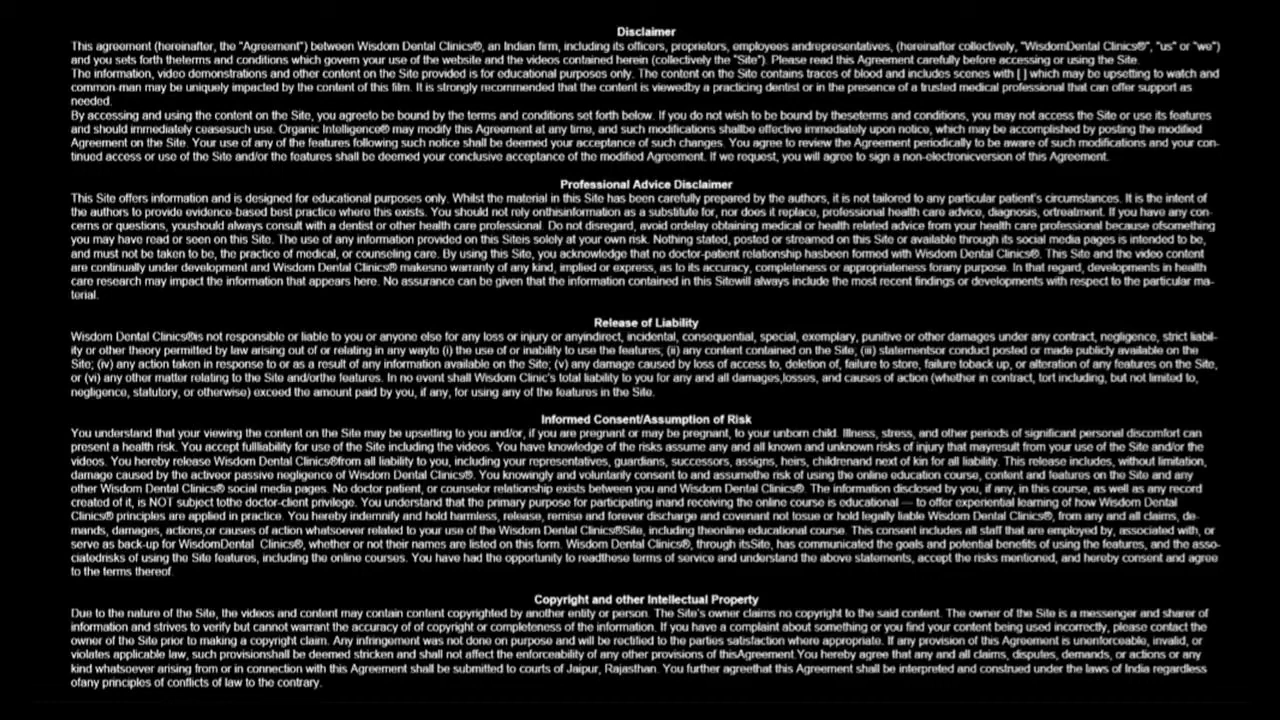 Disclaimer
This agreement (hereinafter, the "Agreement") between Wisdom Dental Clinics®, an Indian firm, including its officers, proprietors, employees andrepresentatives, (hereinafter collectively, "WisdomDental Clinics®", "us" or "we")
and you sets forth theterms and conditions which govern your use of the website and the videos contained herein (collectively the "Site"). Please read this Agreement carefully before accessing or using the Site.
The information, video demonstrations and other content on the Site provided is for educational purposes only. The content on the Site contains traces of blood and includes scenes with [ ] which may be upsetting to watch and
common-man may be uniquely impacted by the content of this film. It is strongly recommended that the content is viewedby a practicing dentist or in the presence of a trusted medical professional that can offer support as
needed.
By accessing and using the content on the Site, you agreeto be bound by the terms and conditions set forth below. If you do not wish to be bound by theseterms and conditions, you may not access the Site or use its features
and should immediately ceasesuch use. Organic Intelligence® may modify this Agreement at any time, and such modifications shallbe effective immediately upon notice, which may be accomplished by posting the modified
Agreement on the Site. Your use of any of the features following such notice shall be deemed your acceptance of such changes. You agree to review the Agreement periodically to be aware of such modifications and your con-
tinued access or use of the Site and/or the features shall be deemed your conclusive acceptance of the modified Agreement. If we request, you will agree to sign a non-electronicversion of this Agreement.
Professional Advice Disclaimer
This Site offers information and is designed for educational purposes only. Whilst the material in this Site has been carefully prepared by the authors, it is not tailored to any particular patient's circumstances. It is the intent of
the authors to provide evidence-based best practice where this exists. You should not rely onthisinformation as a substitute for, nor does it replace, professional health care advice, diagnosis, ortreatment. If you have any con-
cerns or questions, youshould always consult with a dentist or other health care professional. Do not disregard, avoid ordelay obtaining medical or health related advice from your health care professional because ofsomething
you may have read or seen on this Site. The use of any information provided on this Siteis solely at your own risk. Nothing stated, posted or streamed on this Site or available through its social media pages is intended to be,
and must not be taken to be, the practice of medical, or counseling care. By using this Site, you acknowledge that no doctor-patient relationship hasbeen formed with Wisdom Dental Clinics®. This Site and the video content
are continually under development and Wisdom Dental Clinics® makesno warranty of any kind, implied or express, as to its accuracy, completeness or appropriateness forany purpose. In that regard, developments in health
care research may impact the information that appears here. No assurance can be given that the information contained in this Sitewill always include the most recent findings or developments with respect to the particular ma-
terial.
Release of Liability
Wisdom Dental Clinics®is not responsible or liable to you or anyone else for any loss or injury or anyindirect, incidental, consequential, special, exemplary, punitive or other damages under any contract, negligence, strict liabil-
ity or other theory permitted by law arising out of or relating in any wayto (i) the use of or inability to use the features; (ii) any content contained on the Site; (iii) statementsor conduct posted or made publicly available on the
Site; (iv) any action taken in response to or as a result of any information available on the Site; (v) any damage caused by loss of access to, deletion of, failure to store, failure toback up, or alteration of any features on the Site,
or (vi) any other matter relating to the Site and/orthe features. In no event shall Wisdom Clinic's total liability to you for any and all damages,losses, and causes of action (whether in contract, tort including, but not limited to,
negligence, statutory, or otherwise) exceed the amount paid by you, if any, for using any of the features in the Site.
Informed Consent/Assumption of Risk
You understand that your viewing the content on the Site may be upsetting to you and/or, if you are pregnant or may be pregnant, to your unborn child. Illness, stress, and other periods of significant personal discomfort can
present a health risk. You accept fullliability for use of the Site including the videos. You have knowledge of the risks assume any and all known and unknown risks of injury that mayresult from your use of the Site and/or the
videos. You hereby release Wisdom Dental Clinics®from all liability to you, including your representatives, guardians, successors, assigns, heirs, childrenand next of kin for all liability. This release includes, without limitation,
damage caused by the activeor passive negligence of Wisdom Dental Clinics®. You knowingly and voluntarily consent to and assumethe risk of using the online education course, content and features on the Site and any
other Wisdom Dental Clinics® social media pages. No doctor patient, or counselor relationship exists between you and Wisdom Dental Clinics®. The information disclosed by you, if any, in this course, as well as any record
created of it, is NOT subject tothe doctor-client privilege. You understand that the primary purpose for participating inand receiving the online course is educational — to offer experiential learning of how Wisdom Dental
Clinics® principles are applied in practice. You hereby indemnify and hold harmless, release, remise and forever discharge and covenant not tosue or hold legally liable Wisdom Dental Clinics®, from any and all claims, de-
mands, damages, actions,or causes of action whatsoever related to your use of the Wisdom Dental Clinics®Site, including theonline educational course. This consent includes all staff that are employed by, associated with, or
serve as back-up for WisdomDental Clinics®, whether or not their names are listed on this form. Wisdom Dental Clinics®, through itsSite, has communicated the goals and potential benefits of using the features, and the asso-
ciatedrisks of using the Site features, including the online courses. You have had the opportunity to readthese terms of service and understand the above statements, accept the risks mentioned, and hereby consent and agree
to the terms thereof.
Copyright and other Intellectual Property
Due to the nature of the Site, the videos and content may contain content copyrighted by another entity or person. The Site's owner claims no copyright to the said content. The owner of the Site is a messenger and sharer of
information and strives to verify but cannot warrant the accuracy of of copyright or completeness of the information. If you have a complaint about something or you find your content being used incorrectly, please contact the
owner of the Site prior to making a copyright claim. Any infringement was not done on purpose and will be rectified to the parties satisfaction where appropriate. If any provision of this Agreement is unenforceable, invalid, or
violates applicable law, such provisionshall be deemed stricken and shall not affect the enforceability of any other provisions of thisAgreement.You hereby agree that any and all claims, disputes, demands, or actions or any
kind whatsoever arising from or in connection with this Agreement shall be submitted to courts of Jaipur, Rajasthan. You further agreethat this Agreement shall be interpreted and construed under the laws of India regardless
ofany principles of conflicts of law to the contrary.